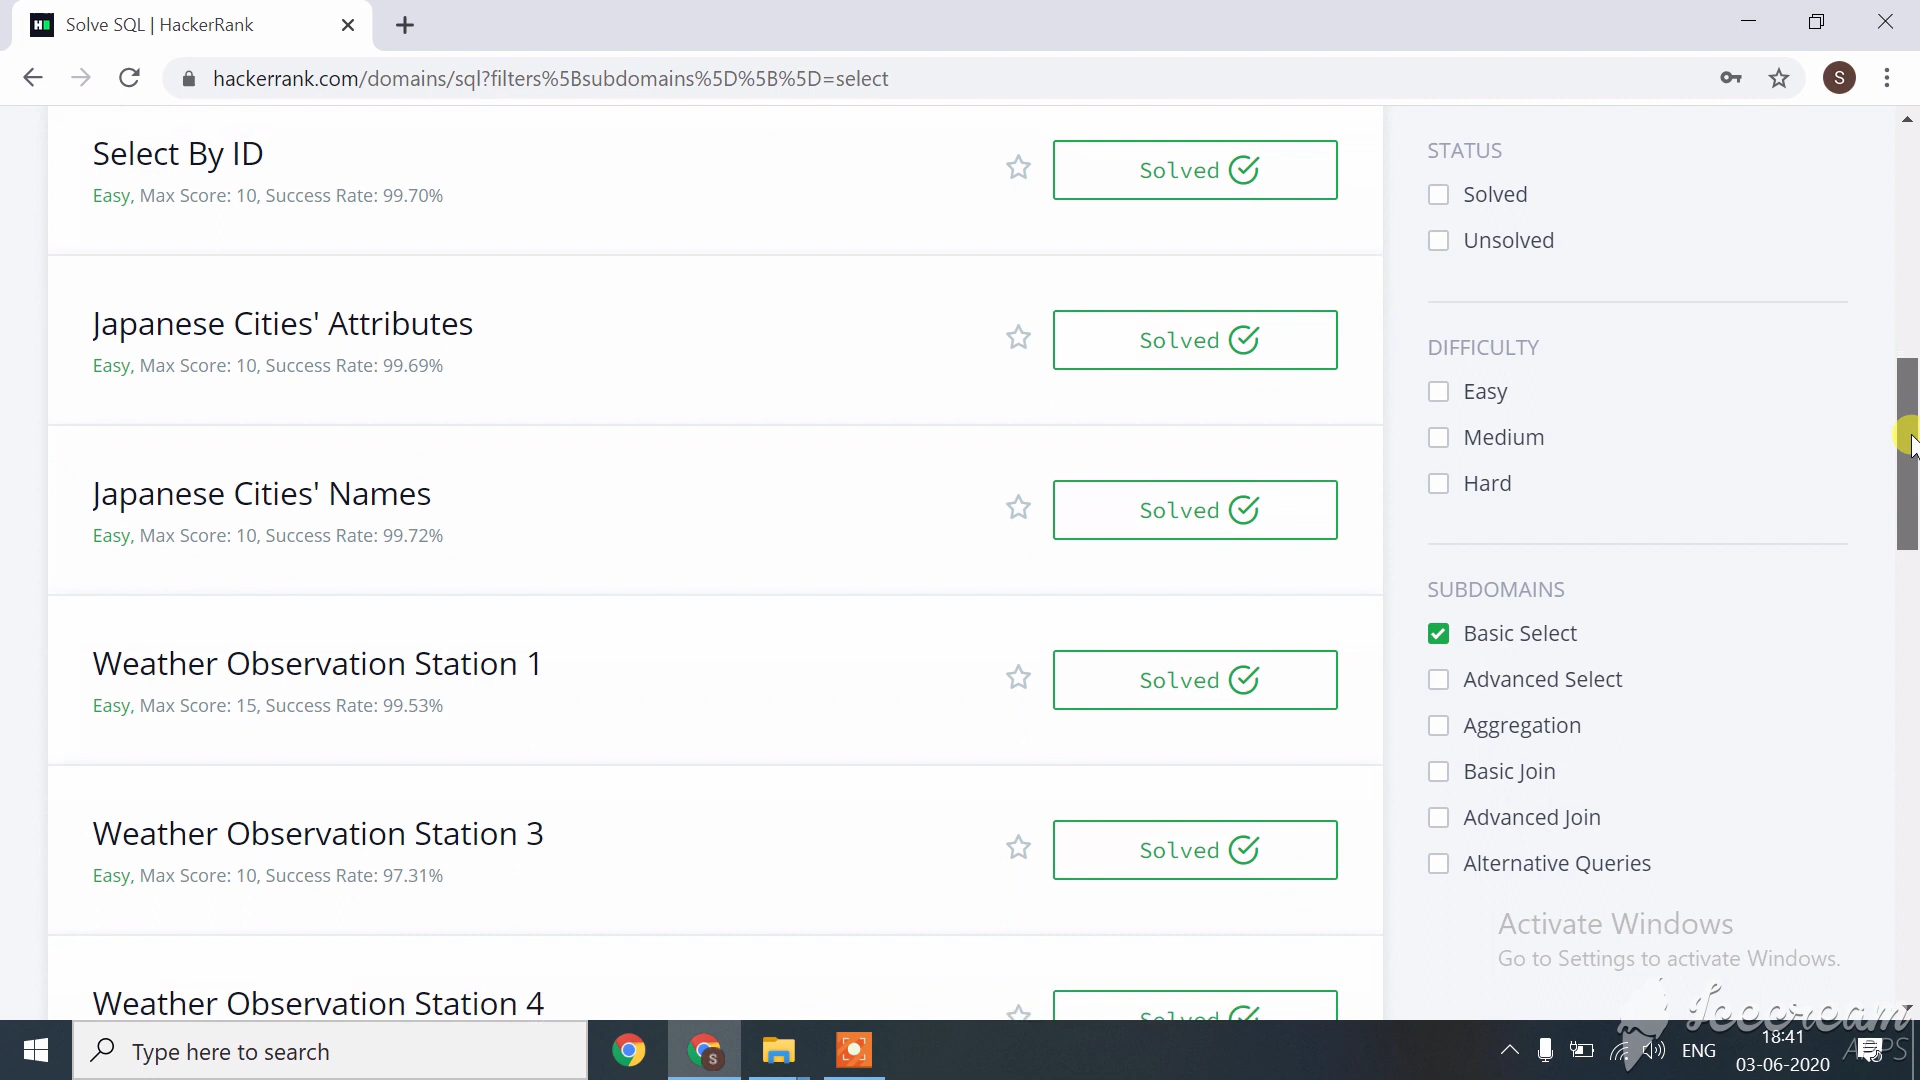 Solve SQL | HackerRank
hackerrank.com/domains/sql?filters%5Bsubdomains%5D%5B%5D=select
S
Select By ID
Easy, Max Score: 10, Success Rate: 99.70%
Solved
Japanese Cities' Attributes
Easy, Max Score: 10, Success Rate: 99.69%
Solved
Japanese Cities' Names
Easy, Max Score: 10, Success Rate: 99.72%
Solved
Weather Observation Station 1
Easy, Max Score: 15, Success Rate: 99.53%
Solved
Weather Observation Station 3
Easy, Max Score: 10, Success Rate: 97.31%
Solved
Weather Observation Station 4
Solved
STATUS
Solved
Unsolved
DIFFICULTY
Easy
Medium
Hard
SUBDOMAINS
Basic Select
Advanced Select
Aggregation
Basic Join
Advanced Join
Alternative Queries
Activate Windows
Go to Settings to activate Windows.
Icecream
APPS
Type here to search
S
ENG
18:41
03-06-2020